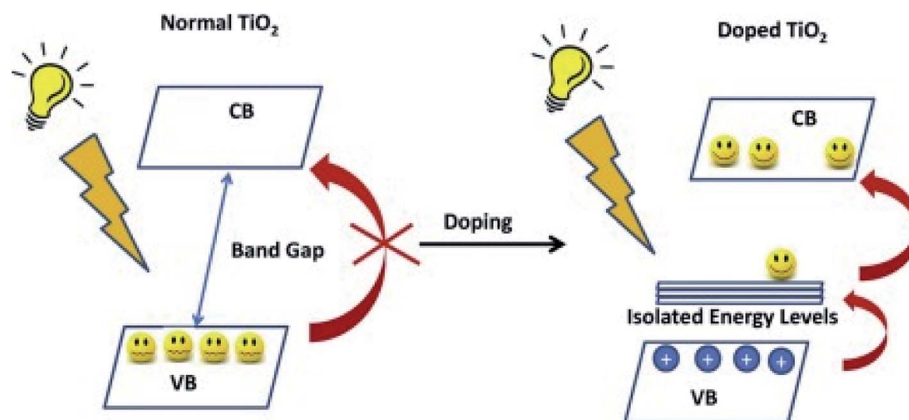 Normal TiO₂
CB
Band Gap
VB
Doping
Doped TiO₂
CB
Isolated Energy Levels
+ + + +
VB